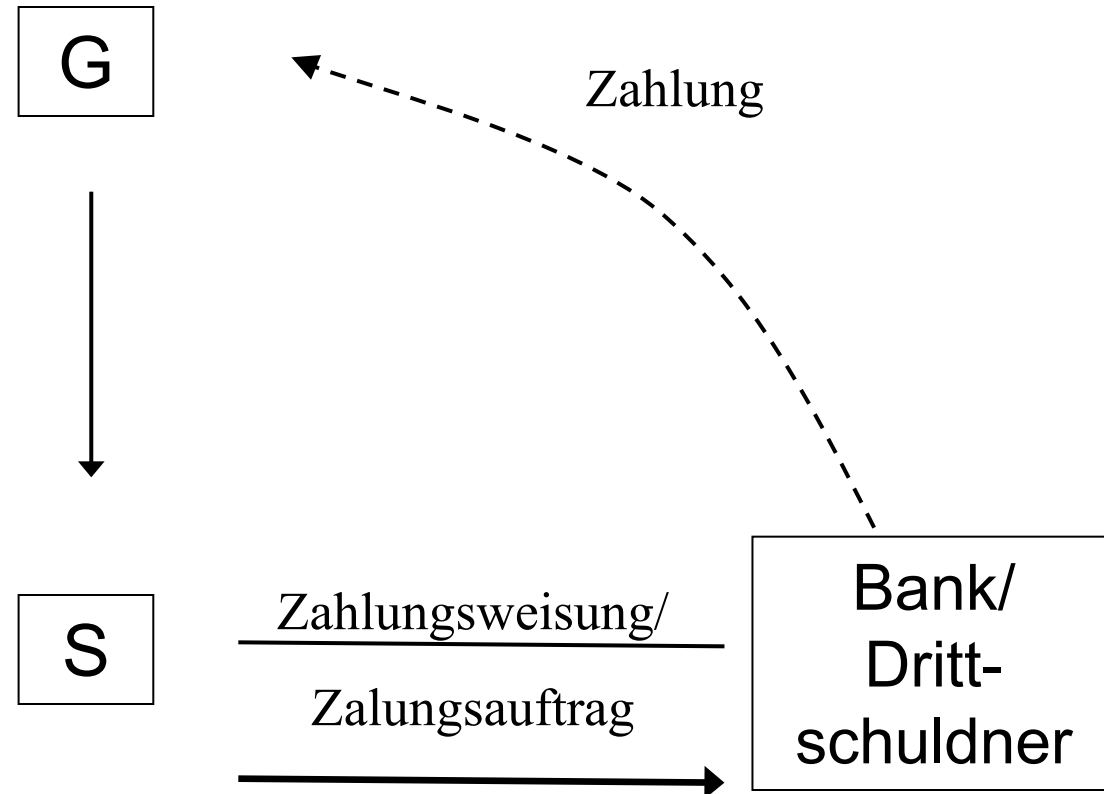 G
Zahlung
S
Zahlungsweisung/
Zalungsauftrag
Bank/
Dritt-
schuldner